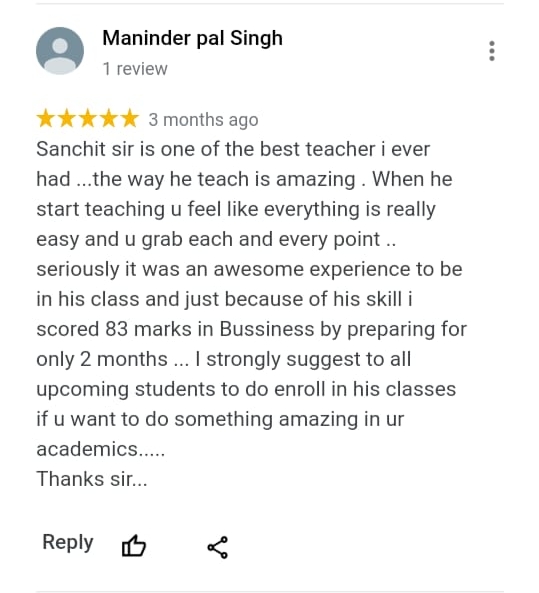 Maninder pal Singh
1 review
3 months ago
Sanchit sir is one of the best teacher i ever
had ...the way he teach is amazing . When he
start teaching u feel like everything is really
easy and u grab each and every point ..
seriously it was an awesome experience to be
in his class and just because of his skill i
scored 83 marks in Bussiness by preparing for
only 2 months ... I strongly suggest to all
upcoming students to do enroll in his classes
if u want to do something amazing in ur
academics.....
Thanks sir...
Reply